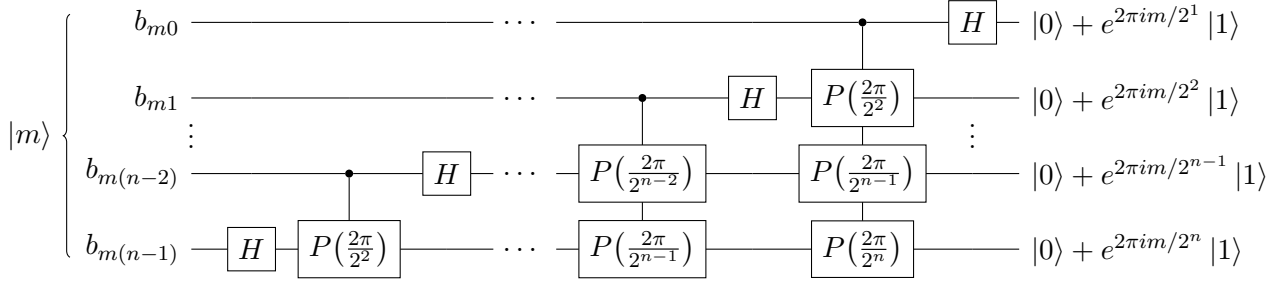 b_{m0} ⋯ H |0⟩ + e^{2πim/2^1} |1⟩
b_{m1} ⋯ H P(2π/2^2) |0⟩ + e^{2πim/2^2} |1⟩
|m⟩ ⋮ ⋮
b_{m(n−2)} H ⋯ P(2π/2^{n−2}) P(2π/2^{n−1}) |0⟩ + e^{2πim/2^{n−1}} |1⟩
b_{m(n−1)} H P(2π/2^2) ⋯ P(2π/2^{n−1}) P(2π/2^n) |0⟩ + e^{2πim/2^n} |1⟩